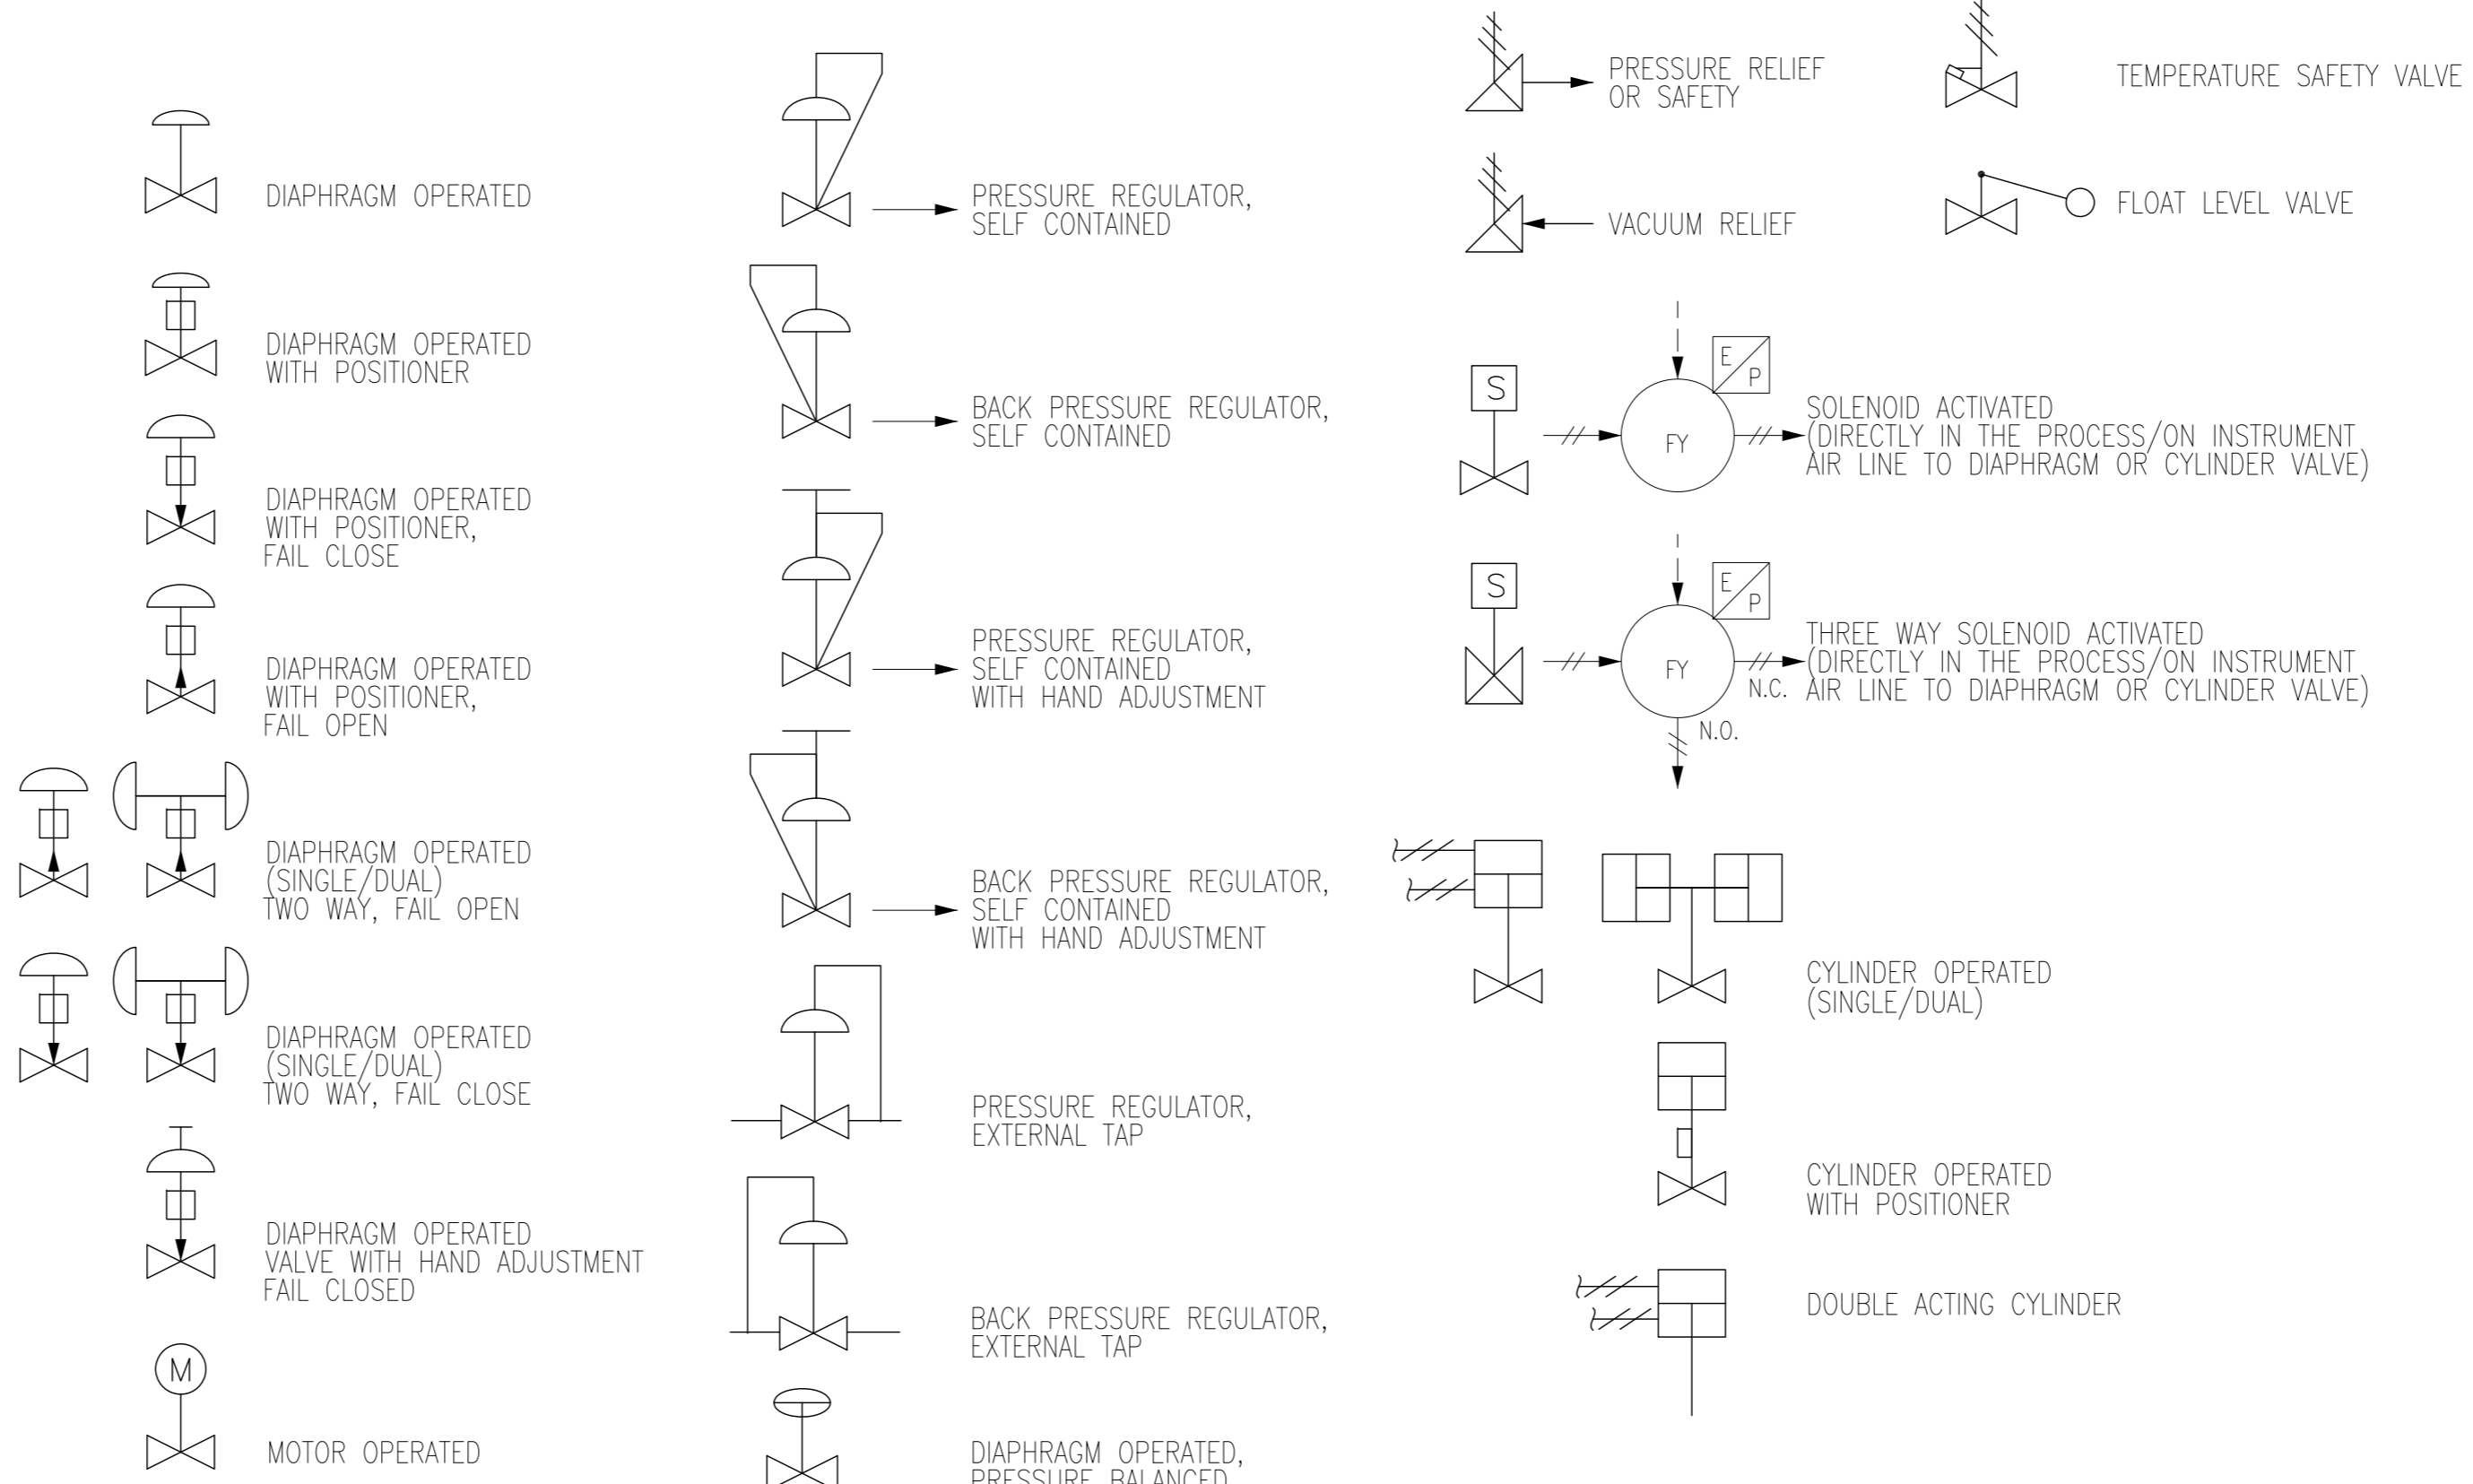 DIAPHRAGM OPERATED
DIAPHRAGM OPERATED
WITH POSITIONER
DIAPHRAGM OPERATED
WITH POSITIONER,
FAIL CLOSE
DIAPHRAGM OPERATED
WITH POSITIONER,
FAIL OPEN
DIAPHRAGM OPERATED
(SINGLE/DUAL)
TWO WAY, FAIL OPEN
DIAPHRAGM OPERATED
(SINGLE/DUAL)
TWO WAY, FAIL CLOSE
DIAPHRAGM OPERATED
VALVE WITH HAND ADJUSTMENT
FAIL CLOSED
M
MOTOR OPERATED
PRESSURE REGULATOR,
SELF CONTAINED
BACK PRESSURE REGULATOR,
SELF CONTAINED
PRESSURE REGULATOR,
SELF CONTAINED
WITH HAND ADJUSTMENT
BACK PRESSURE REGULATOR,
SELF CONTAINED
WITH HAND ADJUSTMENT
PRESSURE REGULATOR,
EXTERNAL TAP
BACK PRESSURE REGULATOR,
EXTERNAL TAP
DIAPHRAGM OPERATED,
PRESSURE BALANCED
PRESSURE RELIEF
OR SAFETY
VACUUM RELIEF
TEMPERATURE SAFETY VALVE
FLOAT LEVEL VALVE
S
E
P
FY
SOLENOID ACTIVATED
(DIRECTLY IN THE PROCESS/ON INSTRUMENT
AIR LINE TO DIAPHRAGM OR CYLINDER VALVE)
S
E
P
FY
N.C.
N.O.
THREE WAY SOLENOID ACTIVATED
(DIRECTLY IN THE PROCESS/ON INSTRUMENT
AIR LINE TO DIAPHRAGM OR CYLINDER VALVE)
CYLINDER OPERATED
(SINGLE/DUAL)
CYLINDER OPERATED
WITH POSITIONER
DOUBLE ACTING CYLINDER